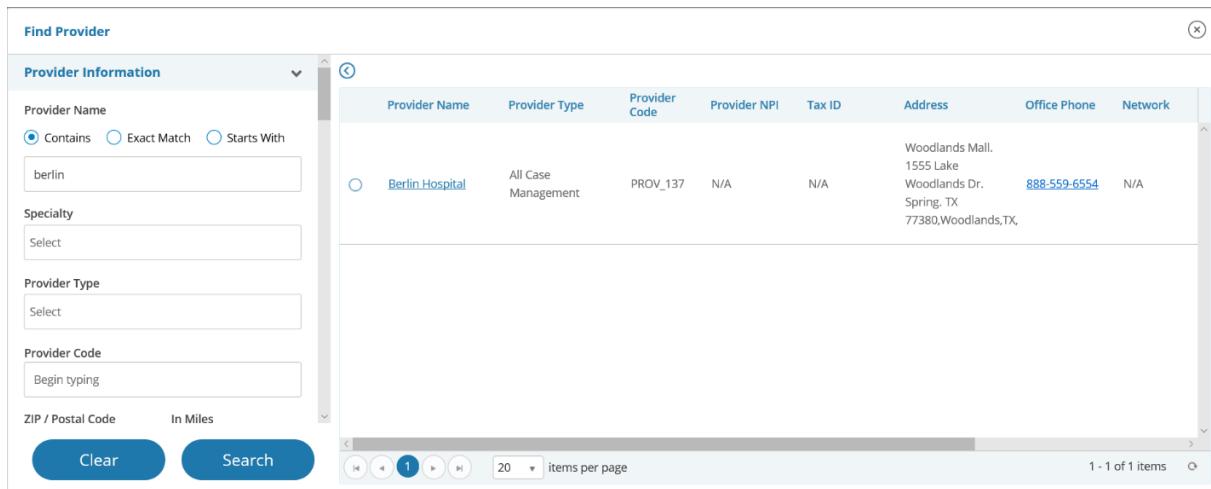 Find Provider
Provider Information
Provider Name
Contains Exact Match Starts With
berlin
Specialty
Select
Provider Type
Select
Provider Code
Begin typing
ZIP / Postal Code In Miles
Clear Search
Provider Name Provider Type Provider Code Provider NPI Tax ID Address Office Phone Network
Berlin Hospital
All Case
Management
PROV_137
N/A
N/A
Woodlands Mall.
1555 Lake
Woodlands Dr.
Spring. TX
77380,Woodlands,TX,
888-559-6554
N/A
1
20 items per page
1 - 1 of 1 items